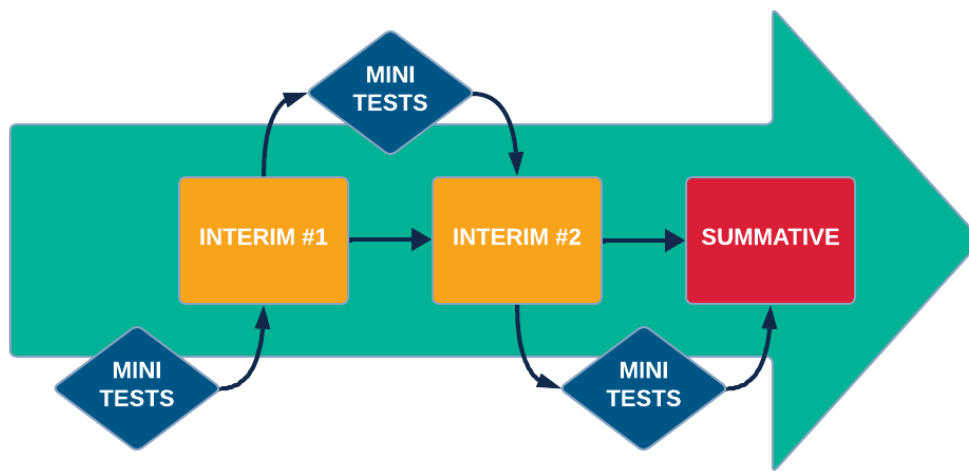 MINI
TESTS
INTERIM #1
INTERIM #2
SUMMATIVE
MINI
TESTS
MINI
TESTS